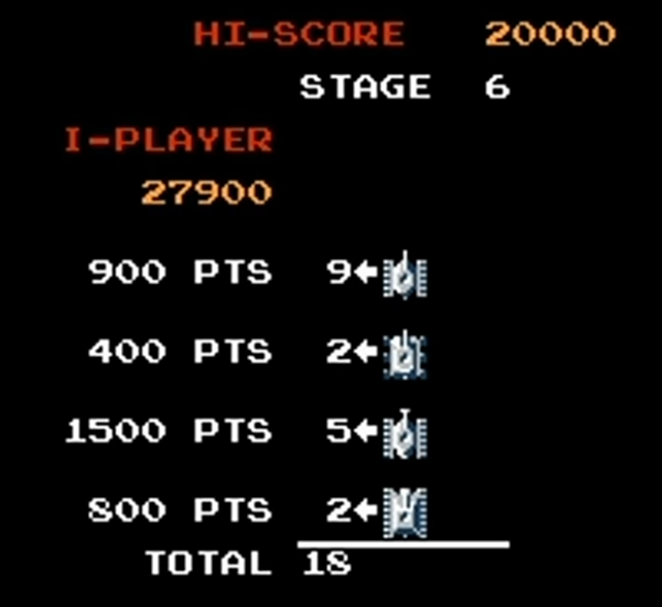 HI-SCORE 20000
STAGE 6
I-PLAYER
27900
900 PTS 9←
400 PTS 2←
1500 PTS 5←
800 PTS 2←
TOTAL 18